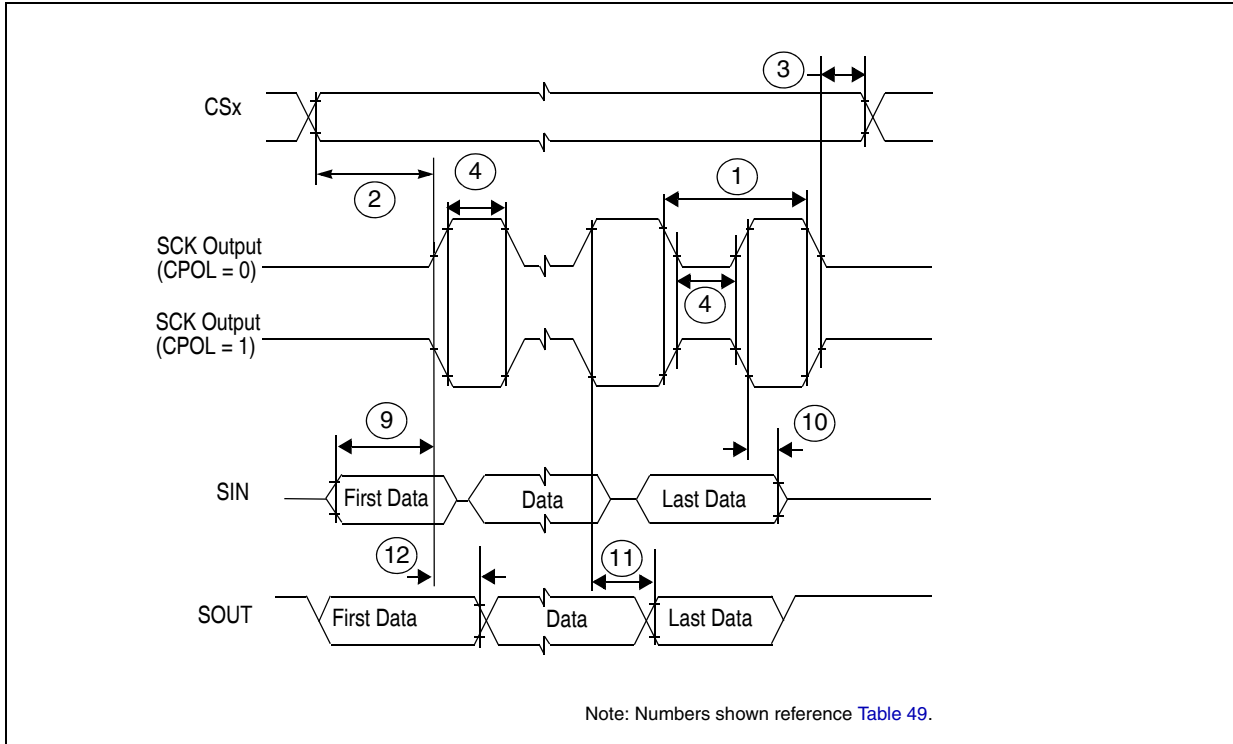 3
CSx
2
4
1
SCK Output
(CPOL = 0)
4
SCK Output
(CPOL = 1)
9
10
SIN
First Data
Data
Last Data
12
11
SOUT
First Data
Data
Last Data
Note: Numbers shown reference Table 49.